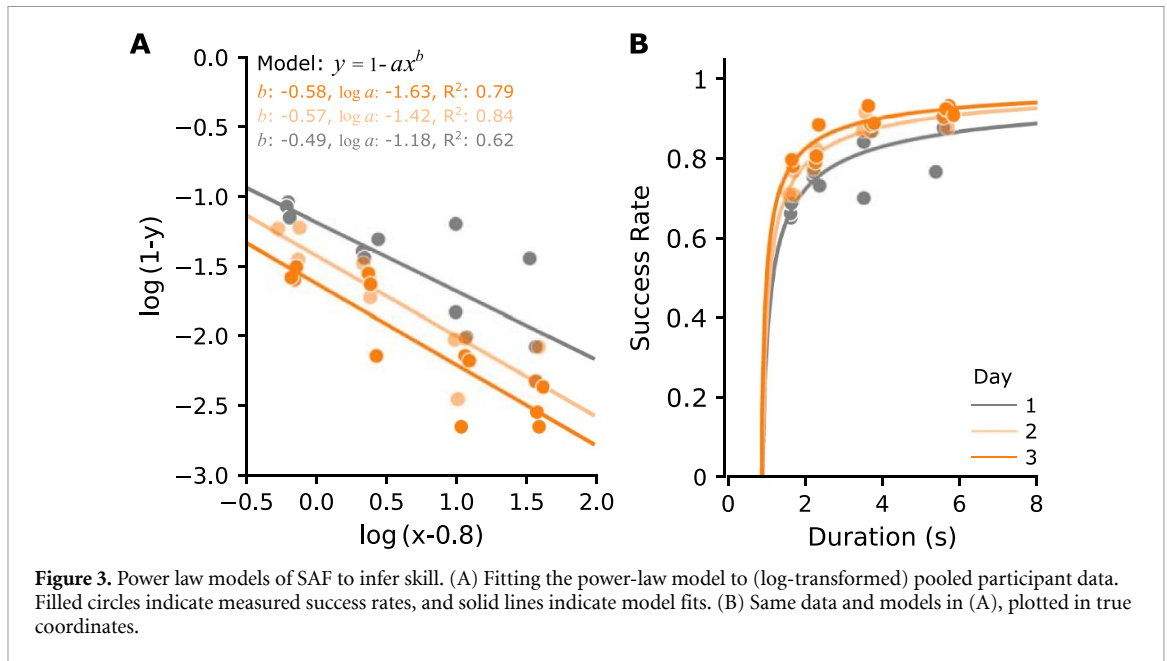 A
Model: y = 1- ax^b
b: -0.58, log a: -1.63, R²: 0.79
b: -0.57, log a: -1.42, R²: 0.84
b: -0.49, log a: -1.18, R²: 0.62
0.0
−0.5
−1.0
−1.5
−2.0
−2.5
−3.0
log (1-y)
−0.5 0.0 0.5 1.0 1.5 2.0
log (x-0.8)
B
1
0.8
0.6
0.4
0.2
0
Success Rate
Day
1
2
3
0 2 4 6 8
Duration (s)
Figure 3. Power law models of SAF to infer skill. (A) Fitting the power-law model to (log-transformed) pooled participant data.
Filled circles indicate measured success rates, and solid lines indicate model fits. (B) Same data and models in (A), plotted in true
coordinates.